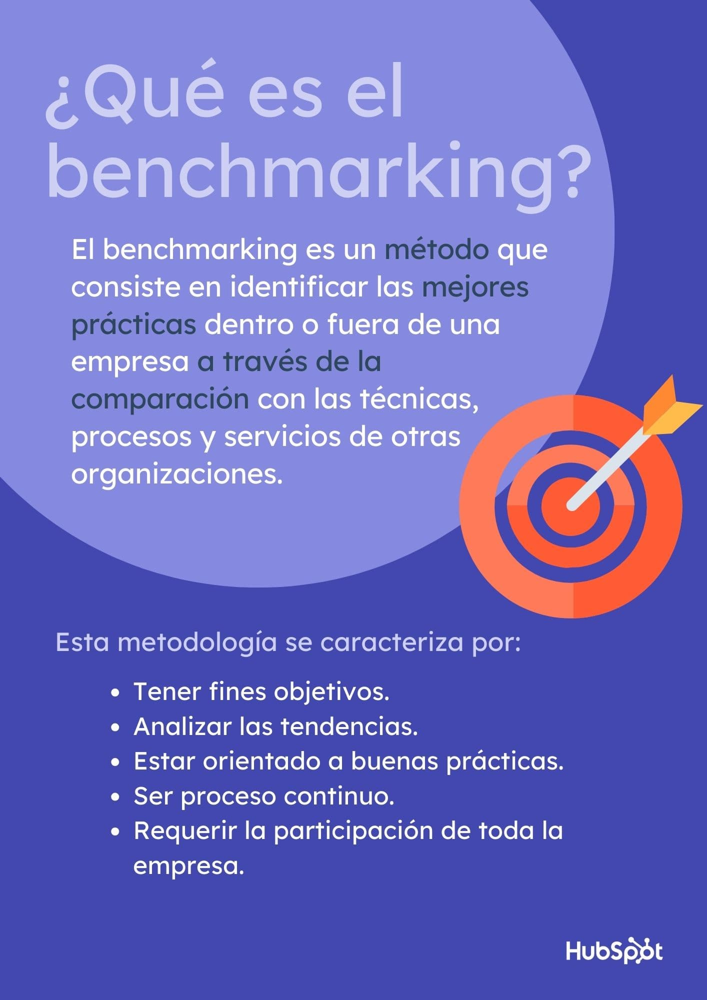 ¿Qué es el
benchmarking?
El benchmarking es un método que
consiste en identificar las mejores
prácticas dentro o fuera de una
empresa a través de la
comparación con las técnicas,
procesos y servicios de otras
organizaciones.
Esta metodología se caracteriza por:
• Tener fines objetivos.
• Analizar las tendencias.
• Estar orientado a buenas prácticas.
• Ser proceso continuo.
• Requerir la participación de toda la
empresa.
HubSpot